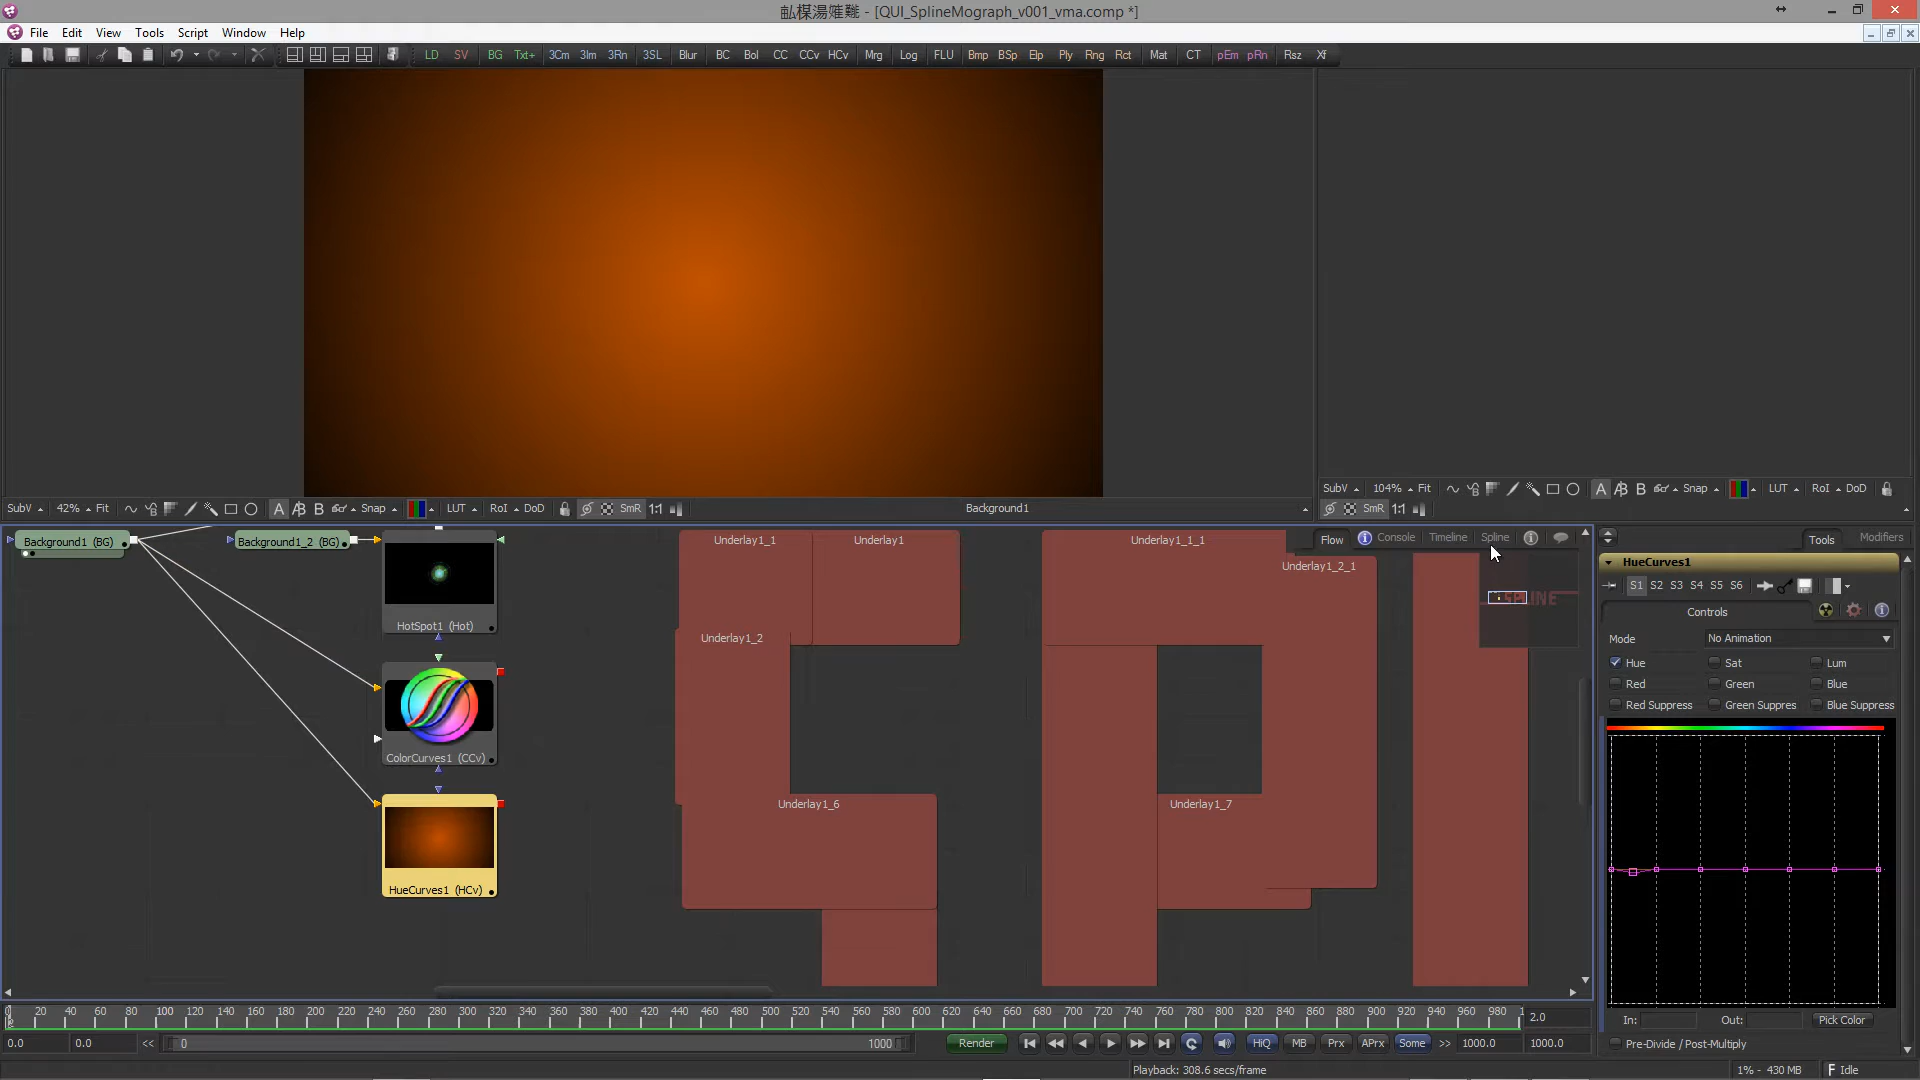 畆楳湯雗難 - [QUI_SplineMograph_v001_vma.comp *]
File Edit View Tools Script Window Help
LD SV BG Txt+ 3Cm 3Im 3Rn 3SL Blur BC Bol CC CCv HCv Mrg Log FLU Bmp BSp Elp Ply Rng Rct Mat CT pEm pRn Rsz Xf
SubV 42% Fit A B Snap LUT RoI DoD SmR 1:1 Background1
SubV 104% Fit A B Snap LUT RoI DoD
SmR 1:1
Flow Console Timeline Spline
Background1 (BG)
Background1_2 (BG)
HotSpot1 (Hot)
ColorCurves1 (CCv)
HueCurves1 (HCv)
Underlay1_1
Underlay1
Underlay1_2
Underlay1_6
Underlay1_1_1
Underlay1_2_1
Underlay1_7
SPLINE
Tools Modifiers
HueCurves1
S1 S2 S3 S4 S5 S6
Controls
Mode No Animation
Hue Sat Lum
Red Green Blue
Red Suppress Green Suppres Blue Suppress
In: Out: Pick Color
Pre-Divide / Post-Multiply
0 20 40 60 80 100 120 140 160 180 200 220 240 260 280 300 320 340 360 380 400 420 440 460 480 500 520 540 560 580 600 620 640 660 680 700 720 740 760 780 800 820 840 860 880 900 920 940 960 980 1 2.0
0.0 0.0 << 0 1000 Render HiQ MB Prx APrx Some >> 1000.0 1000.0
Playback: 308.6 secs/frame 1% - 430 MB F Idle